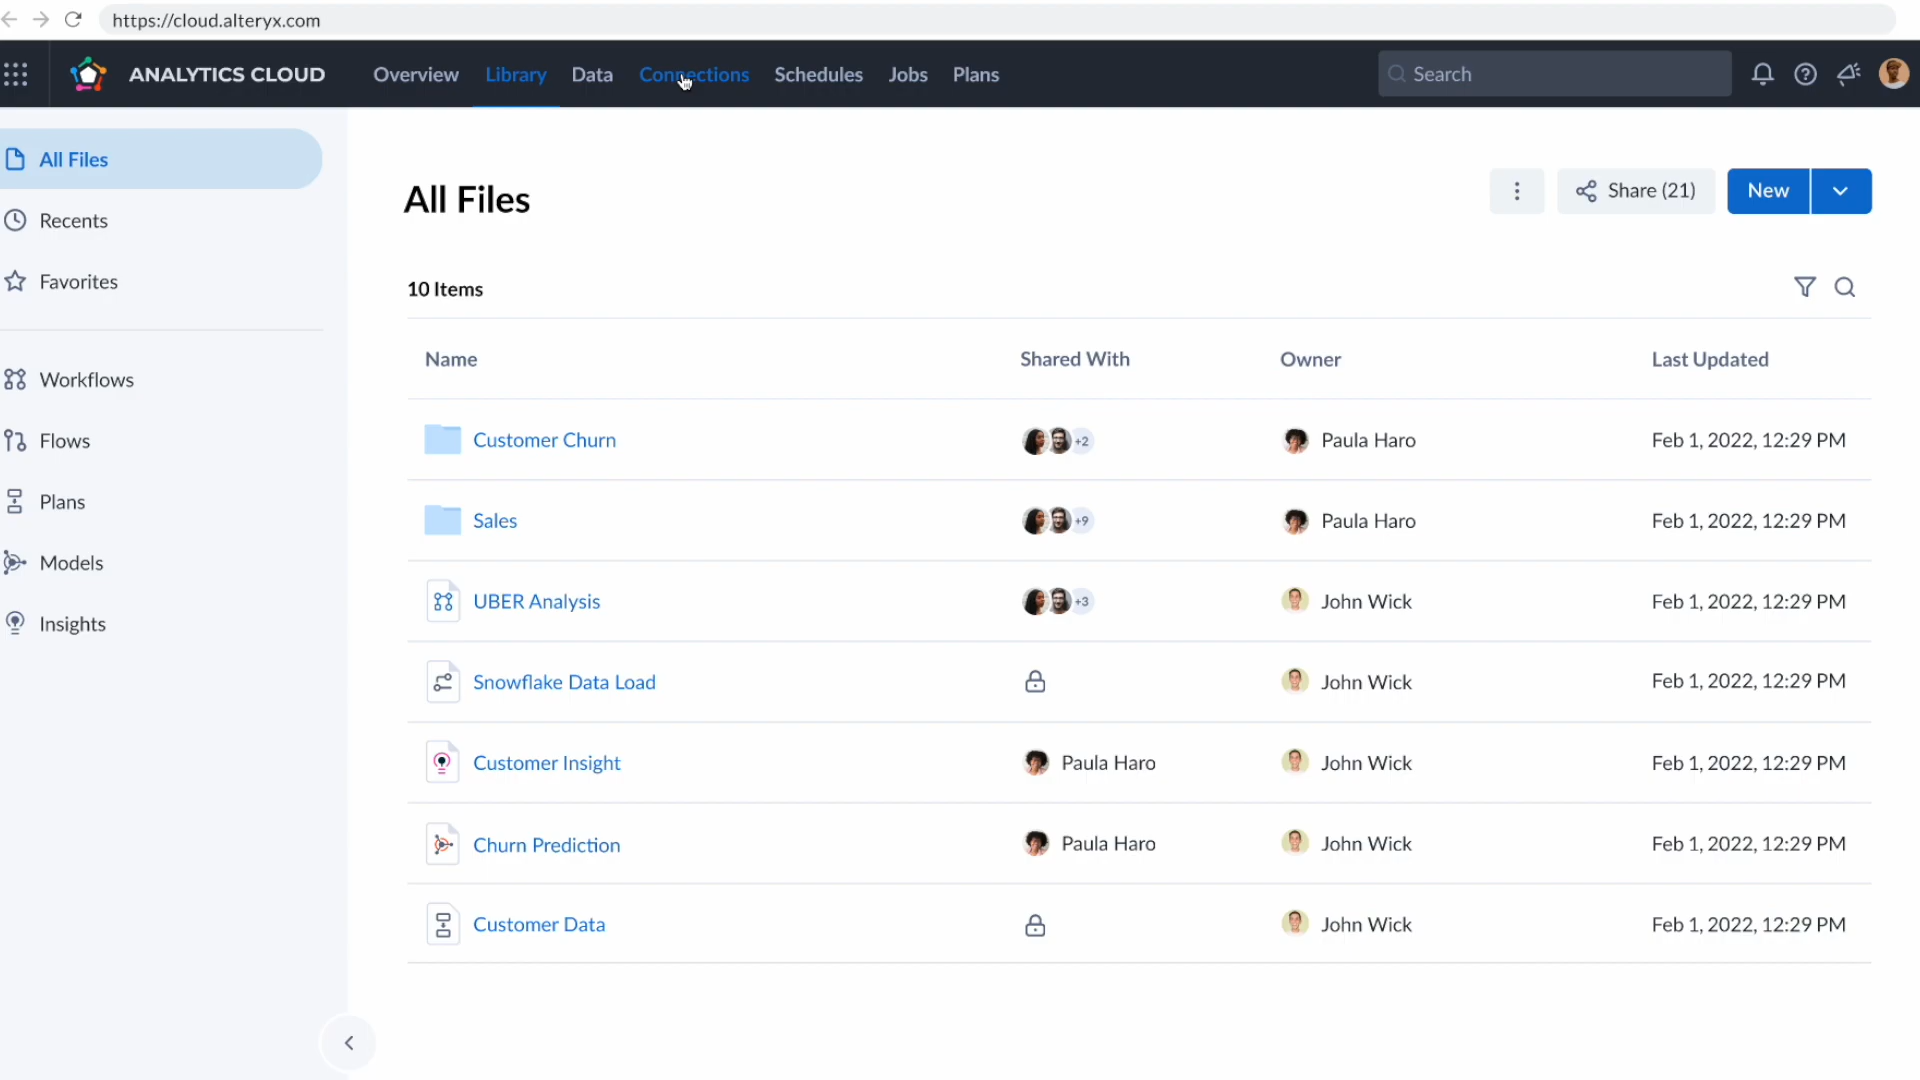 https://cloud.alteryx.com
ANALYTICS CLOUD Overview Library Data Connections Schedules Jobs Plans Search
All Files
Recents
Favorites
Workflows
Flows
Plans
Models
Insights
All Files Share (21) New
10 Items
Name Shared With Owner Last Updated
Customer Churn +2 Paula Haro Feb 1, 2022, 12:29 PM
Sales +9 Paula Haro Feb 1, 2022, 12:29 PM
UBER Analysis +3 John Wick Feb 1, 2022, 12:29 PM
Snowflake Data Load John Wick Feb 1, 2022, 12:29 PM
Customer Insight Paula Haro John Wick Feb 1, 2022, 12:29 PM
Churn Prediction Paula Haro John Wick Feb 1, 2022, 12:29 PM
Customer Data John Wick Feb 1, 2022, 12:29 PM